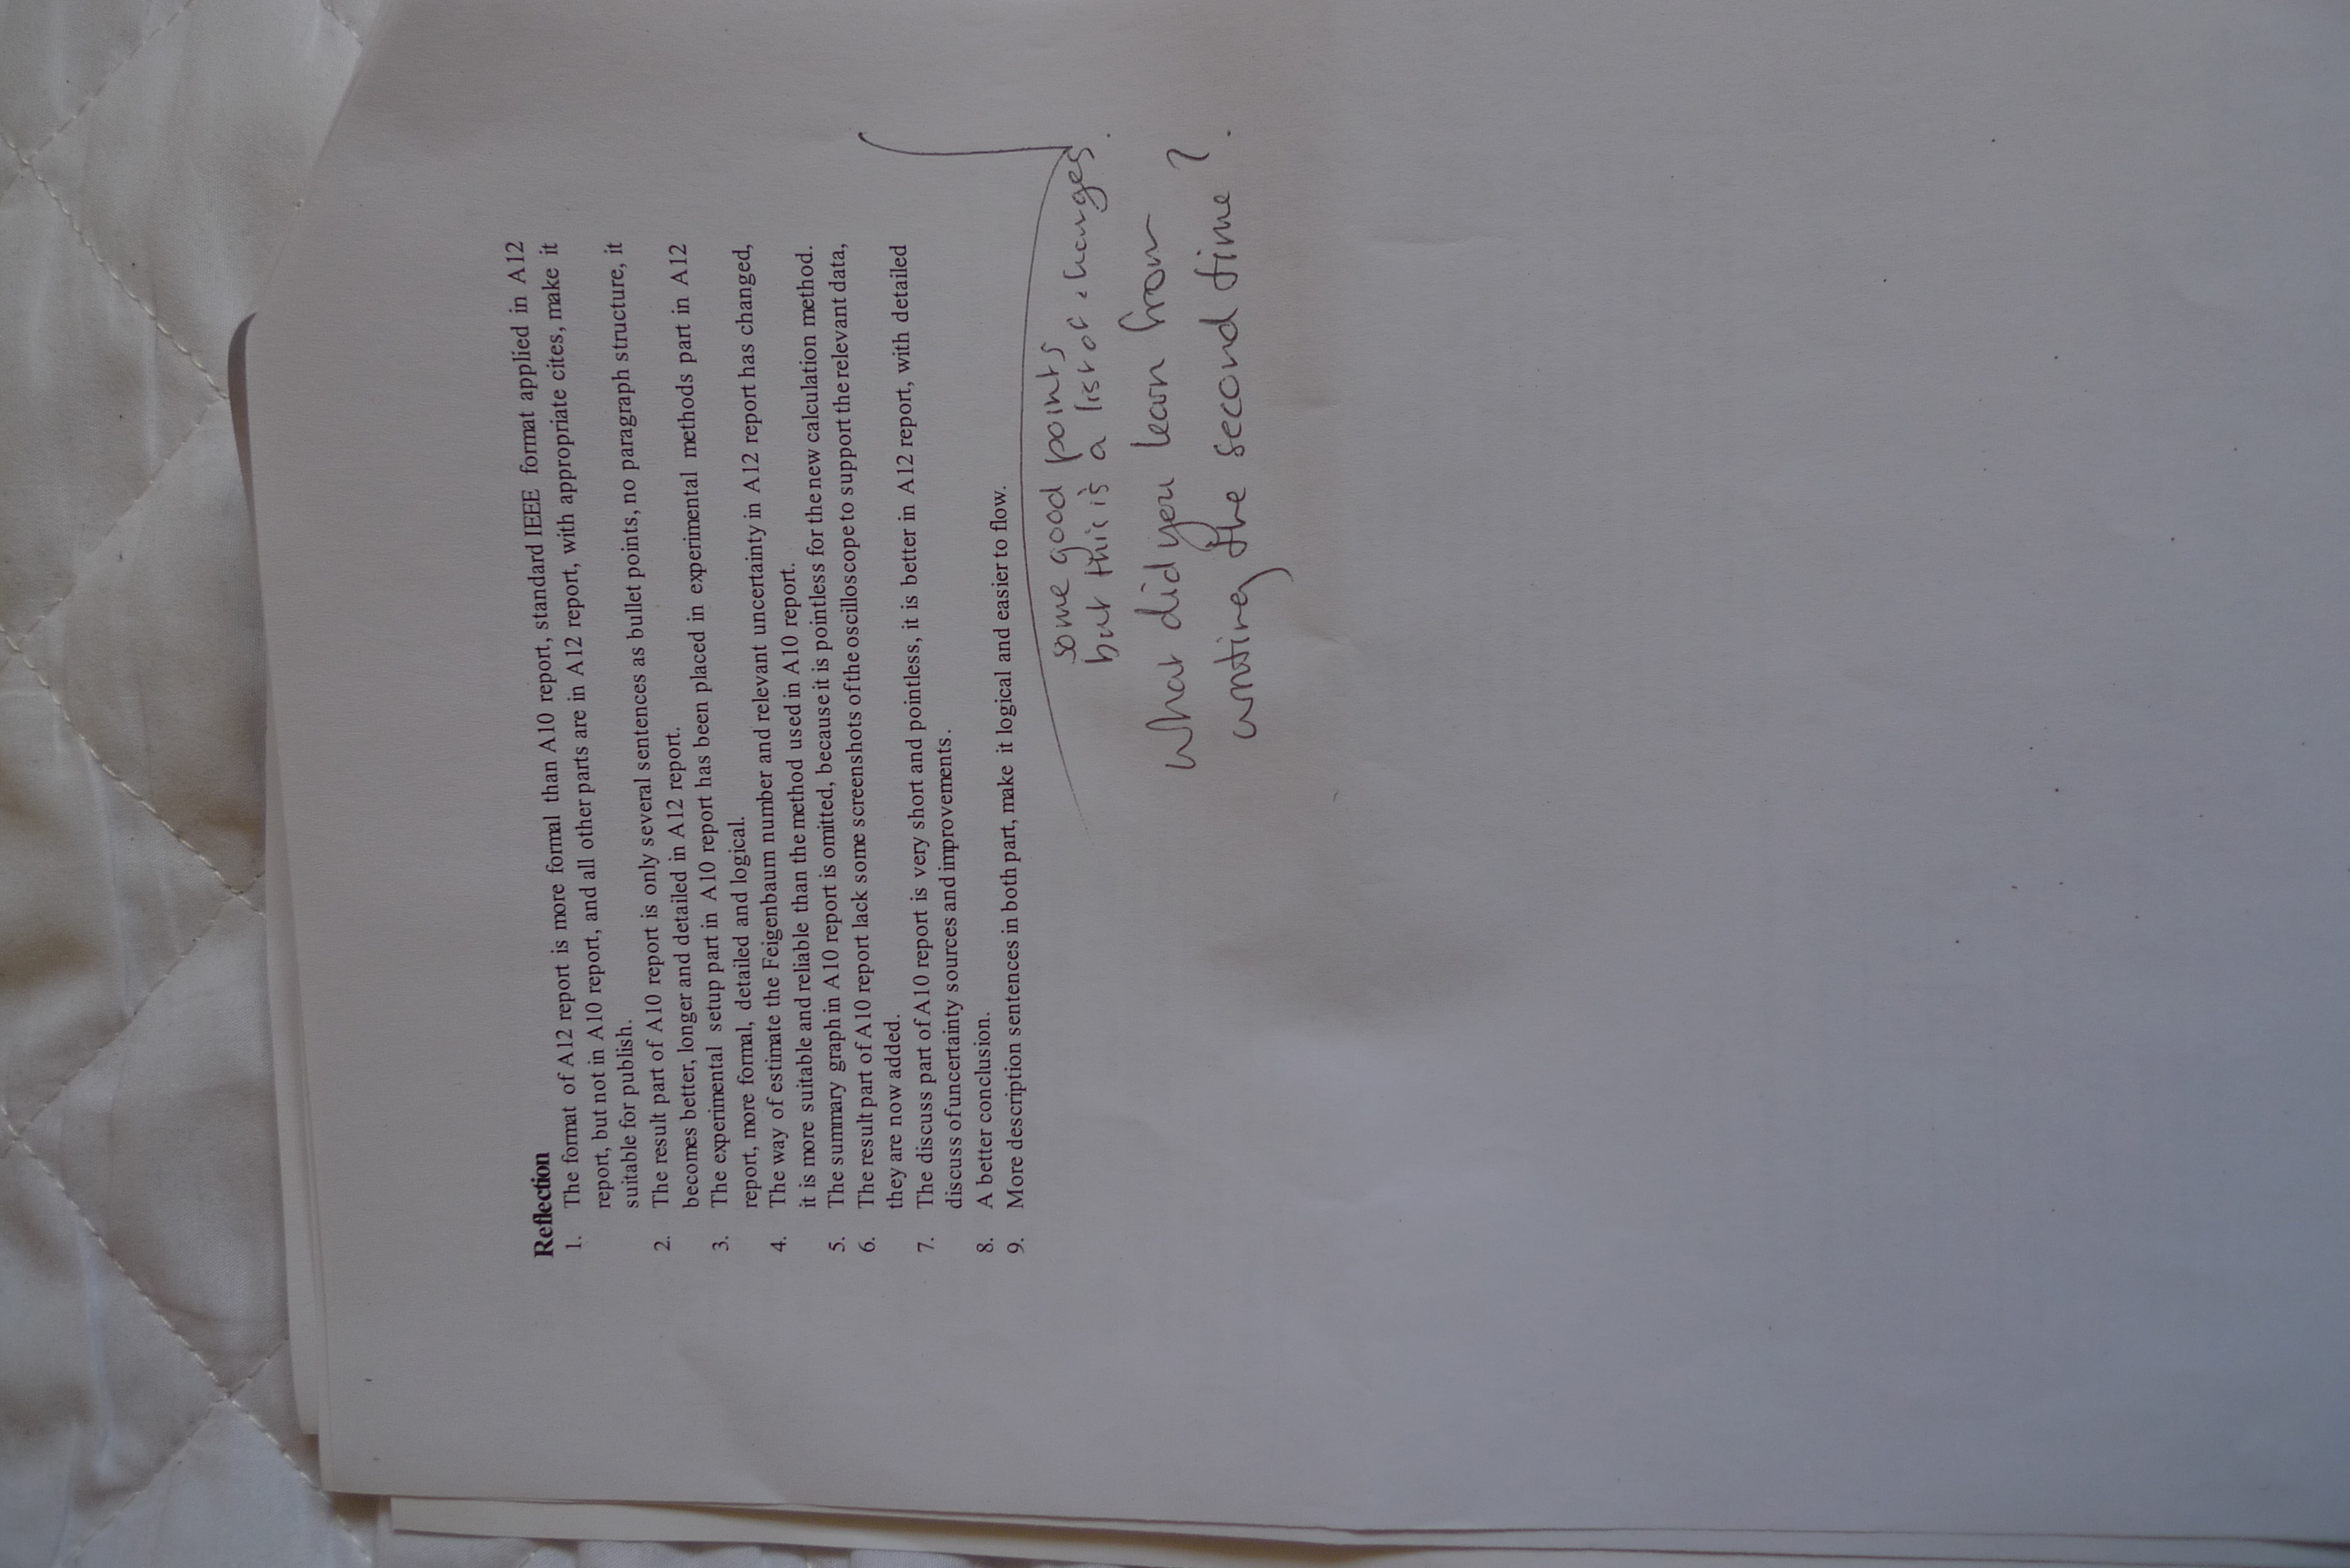 Reflection
1. The format of A12 report is more formal than A10 report, standard IEEE format applied in A12
report, but not in A10 report, and all other parts are in A12 report, with appropriate cites, make it
suitable for publish.
2. The result part of A10 report is only several sentences as bullet points, no paragraph structure, it
becomes better, longer and detailed in A12 report.
3. The experimental setup part in A10 report has been placed in experimental methods part in A12
report, more formal, detailed and logical.
4. The way of estimate the Feigenbaum number and relevant uncertainty in A12 report has changed,
it is more suitable and reliable than the method used in A10 report.
5. The summary graph in A10 report is omitted, because it is pointless for the new calculation method.
6. The result part of A10 report lack some screenshots of the oscilloscope to support the relevant data,
they are now added.
7. The discuss part of A10 report is very short and pointless, it is better in A12 report, with detailed
discuss of uncertainty sources and improvements.
8. A better conclusion.
9. More description sentences in both part, make it logical and easier to flow.
some good points
but this is a list of changes.
What did you learn from
writing the second time?